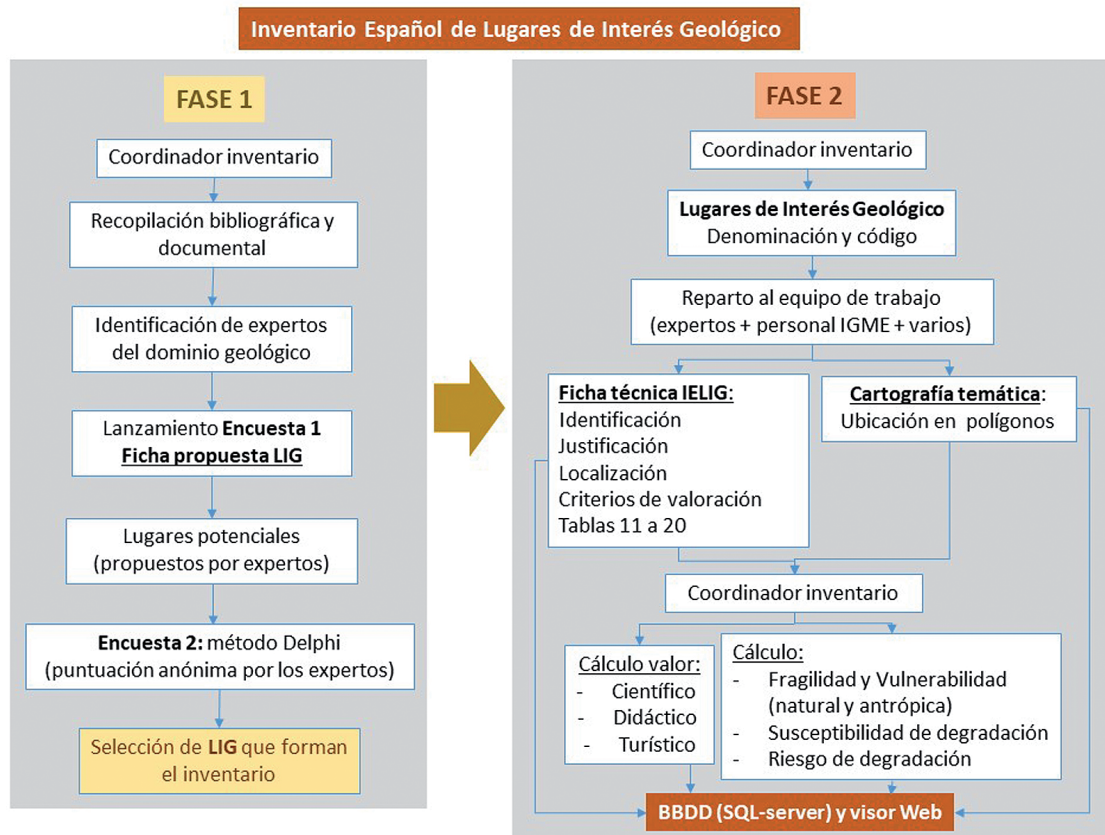 Inventario Español de Lugares de Interés Geológico
FASE 1
Coordinador inventario
Recopilación bibliográfica y
documental
Identificación de expertos
del dominio geológico
Lanzamiento Encuesta 1
Ficha propuesta LIG
Lugares potenciales
(propuestos por expertos)
Encuesta 2: método Delphi
(puntuación anónima por los expertos)
Selección de LIG que forman
el inventario
FASE 2
Coordinador inventario
Lugares de Interés Geológico
Denominación y código
Reparto al equipo de trabajo
(expertos + personal IGME + varios)
Ficha técnica IELIG:
Identificación
Justificación
Localización
Criterios de valoración
Tablas 11 a 20
Cartografía temática:
Ubicación en polígonos
Coordinador inventario
Cálculo valor:
- Científico
- Didáctico
- Turístico
Cálculo:
- Fragilidad y Vulnerabilidad
(natural y antrópica)
- Susceptibilidad de degradación
- Riesgo de degradación
BBDD (SQL-server) y visor Web